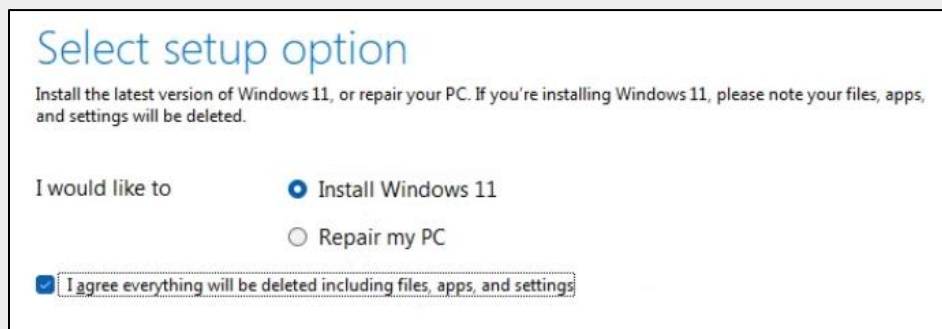 Select setup option
Install the latest version of Windows 11, or repair your PC. If you're installing Windows 11, please note your files, apps,
and settings will be deleted.
I would like to
Install Windows 11
Repair my PC
I agree everything will be deleted including files, apps, and settings